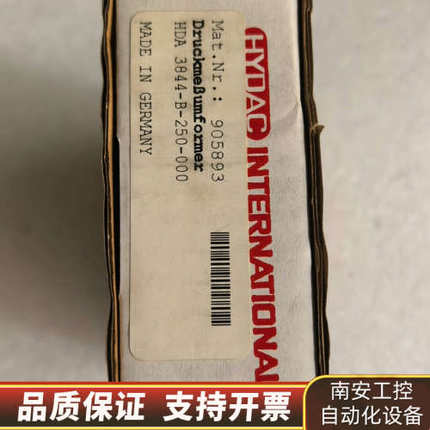 HYDAC INTERNATIONAL
Mat.Nr.: 905893
Druckmeßumformer
HDA 3844-B-250-000
MADE IN GERMANY
品质保证 支持开票
南安工控
自动化设备